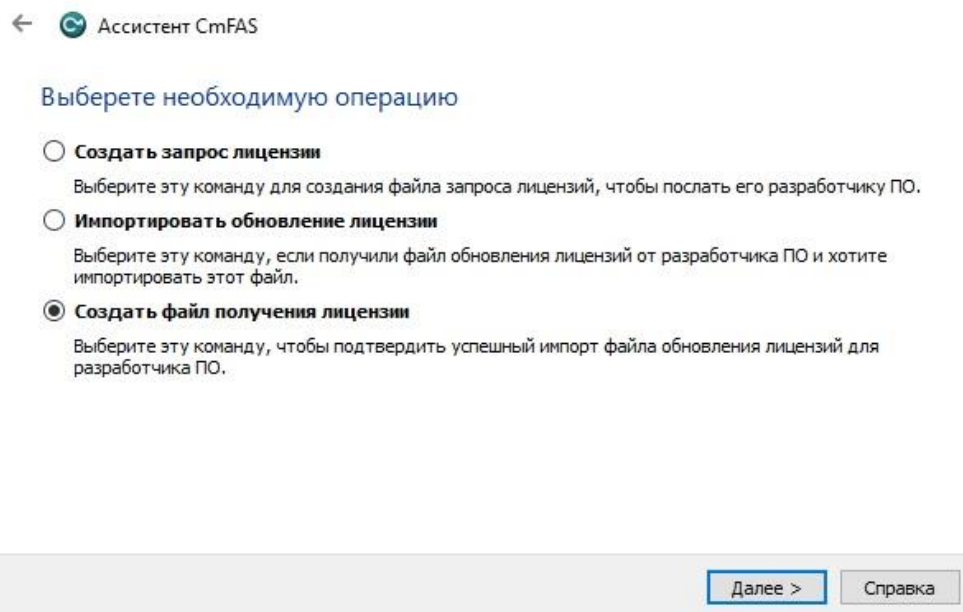 Ассистент CmFAS
Выберете необходимую операцию
Создать запрос лицензии
Выберите эту команду для создания файла запроса лицензий, чтобы послать его разработчику ПО.
Импортировать обновление лицензии
Выберите эту команду, если получили файл обновления лицензий от разработчика ПО и хотите
импортировать этот файл.
Создать файл получения лицензии
Выберите эту команду, чтобы подтвердить успешный импорт файла обновления лицензий для
разработчика ПО.
Далее >
Справка